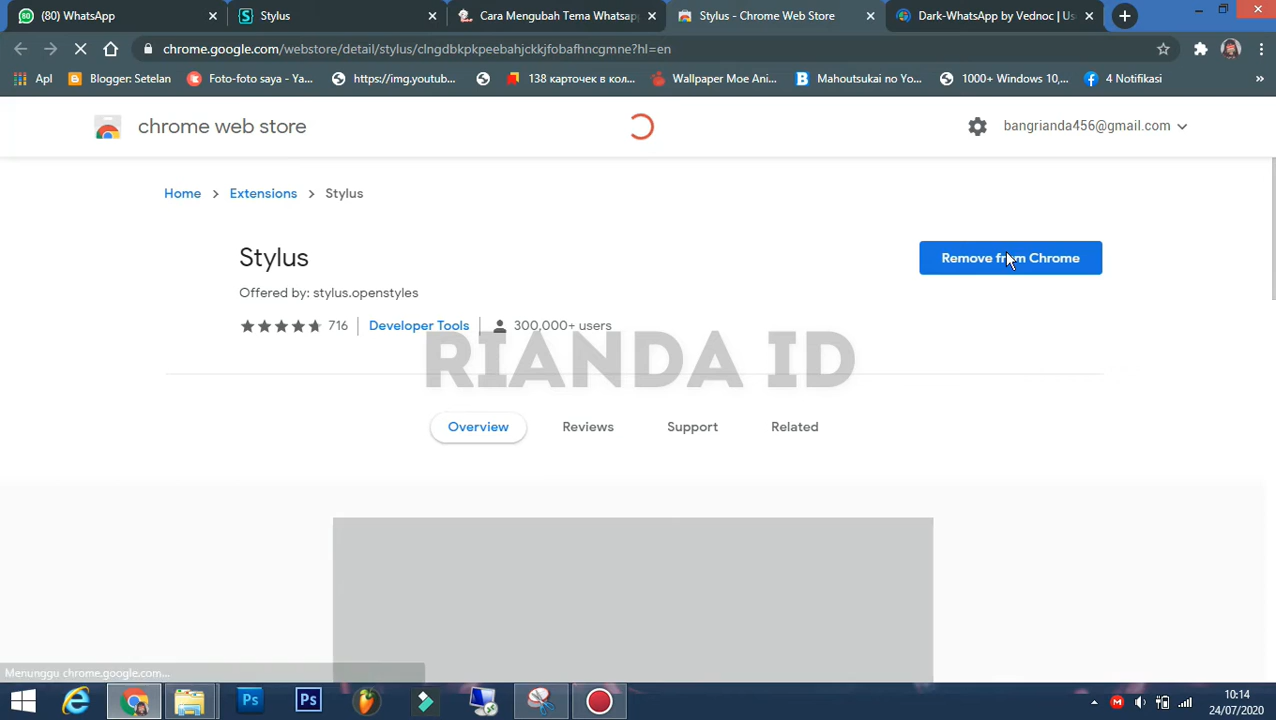 (80) WhatsApp
Stylus
Cara Mengubah Tema Whatsap
Stylus - Chrome Web Store
Dark-WhatsApp by Vednoc | Us
chrome.google.com/webstore/detail/stylus/clngdbkpkpeebahjckkjfobafhncgmne?hl=en
Apl
Blogger: Setelan
Foto-foto saya - Ya...
https://img.youtub...
138 карточек в кол...
Wallpaper Moe Ani...
Mahoutsukai no Yo...
1000+ Windows 10,...
4 Notifikasi
»
chrome web store
bangrianda456@gmail.com
Home > Extensions > Stylus
Stylus
Remove from Chrome
Offered by: stylus.openstyles
716
Developer Tools
300,000+ users
RIANDA ID
Overview
Reviews
Support
Related
Menunggu chrome.google.com...
Ps
Ps
10:14
24/07/2020